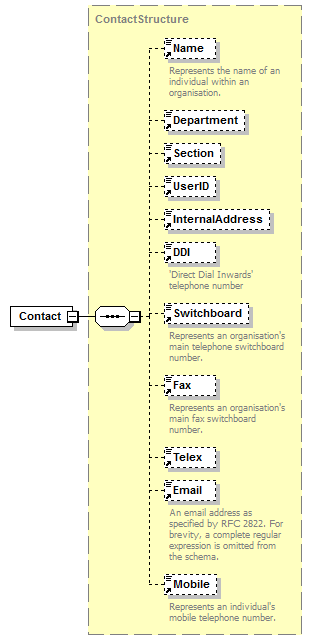 ContactStructure
Name
Represents the name of an
individual within an
organisation.
Department
Section
UserID
InternalAddress
DDI
'Direct Dial Inwards'
telephone number
Contact
Switchboard
Represents an organisation's
main telephone switchboard
number.
Fax
Represents an organisation's
main fax switchboard
number.
Telex
Email
An email address as
specified by RFC 2822. For
brevity, a complete regular
expression is omitted from
the schema.
Mobile
Represents an individual's
mobile telephone number.